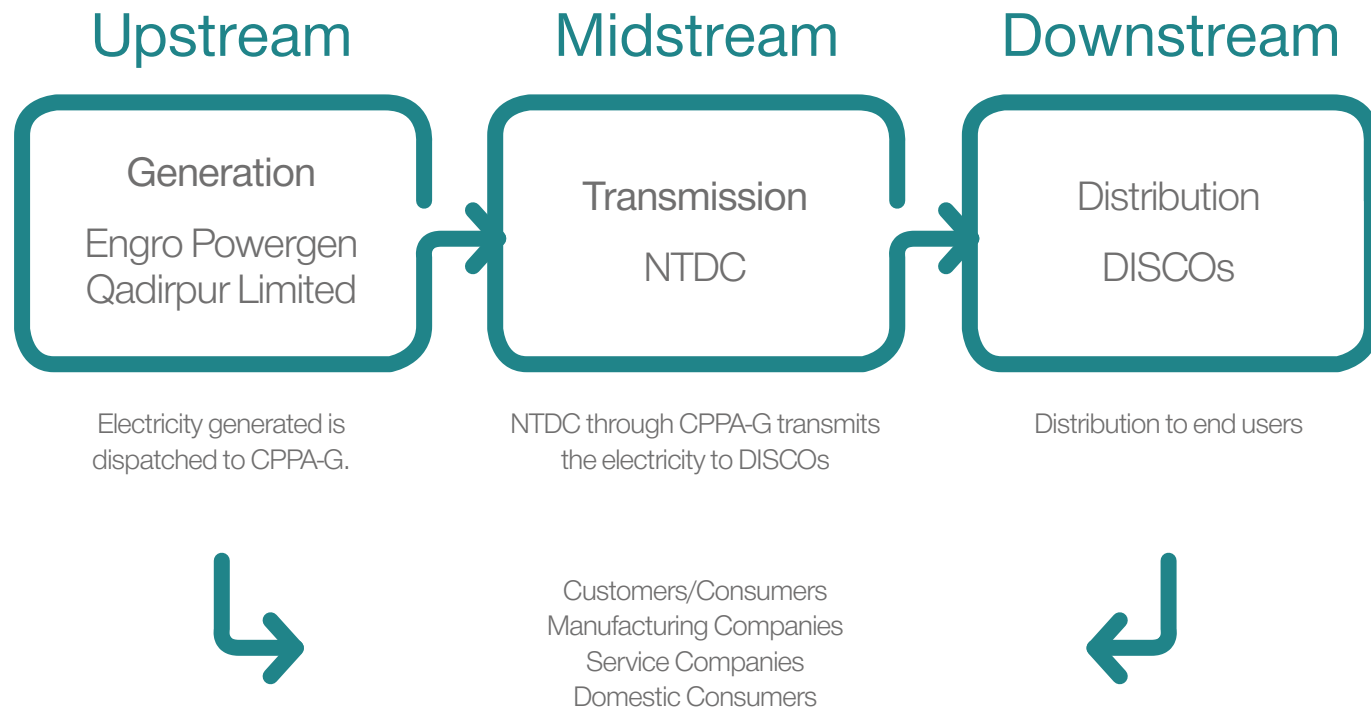 Upstream
Midstream
Downstream
Generation
Engro Powergen
Qadirpur Limited
Transmission
NTDC
Distribution
DISCOs
Electricity generated is
dispatched to CPPA-G.
NTDC through CPPA-G transmits
the electricity to DISCOs
Distribution to end users
Customers/Consumers
Manufacturing Companies
Service Companies
Domestic Consumers